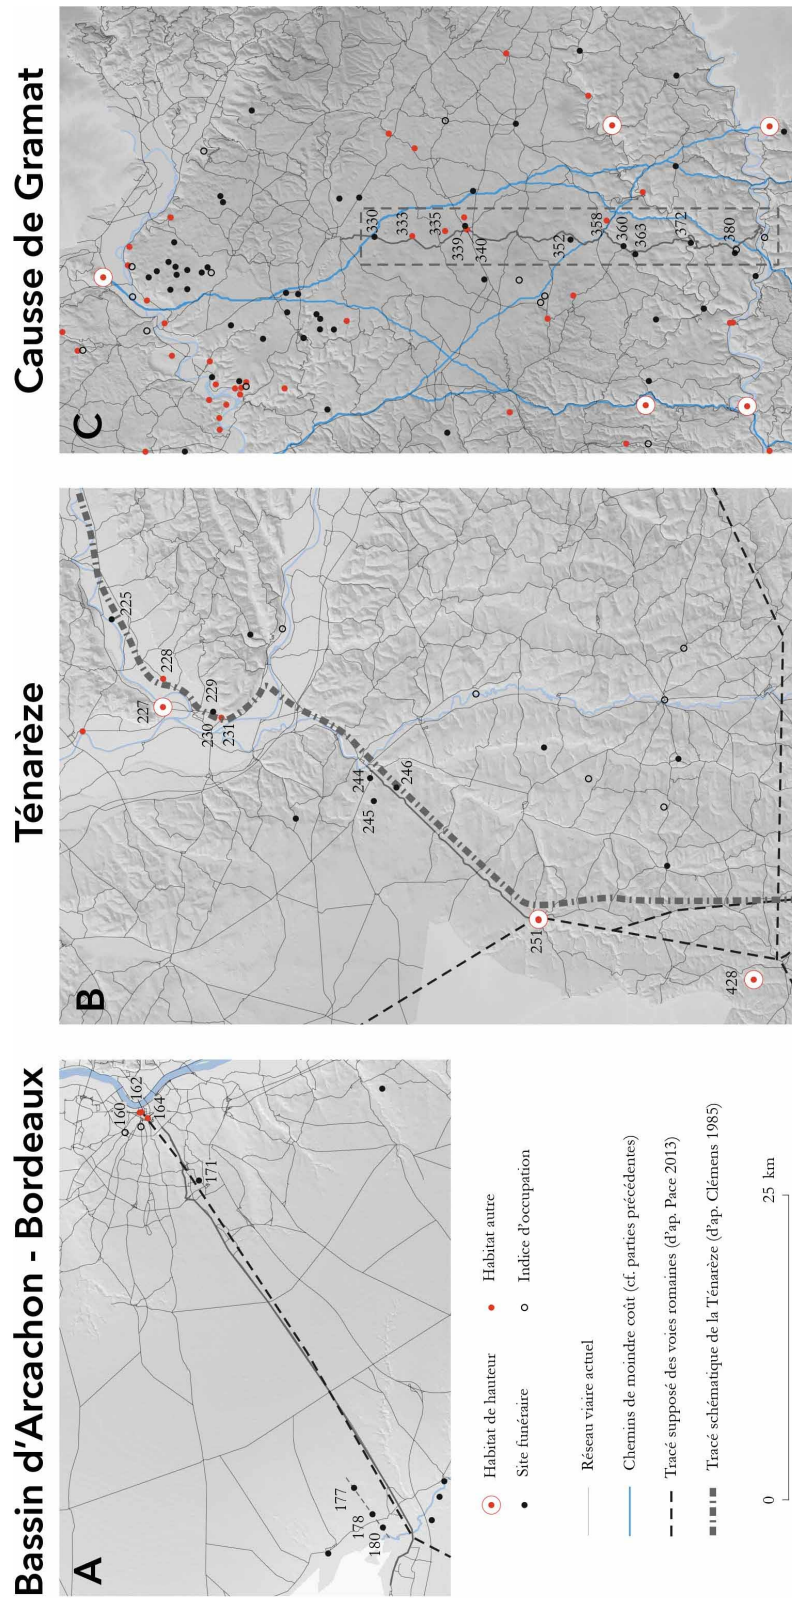 Bassin d'Arcachon - Bordeaux
Ténarèze
Causse de Gramat
A
160
162
164
171
177
178
180
B
225
227
228
229
230
231
244
245
246
251
428
C
330
333
335
339
340
352
358
360
363
372
380
Habitat de hauteur
Habitat autre
Site funéraire
Indice d'occupation
Réseau viaire actuel
Chemins de moindre coût (cf. parties précédentes)
Tracé supposé des voies romaines (d'ap. Pace 2013)
Tracé schématique de la Ténarèze (d'ap. Clémens 1985)
0
25 km